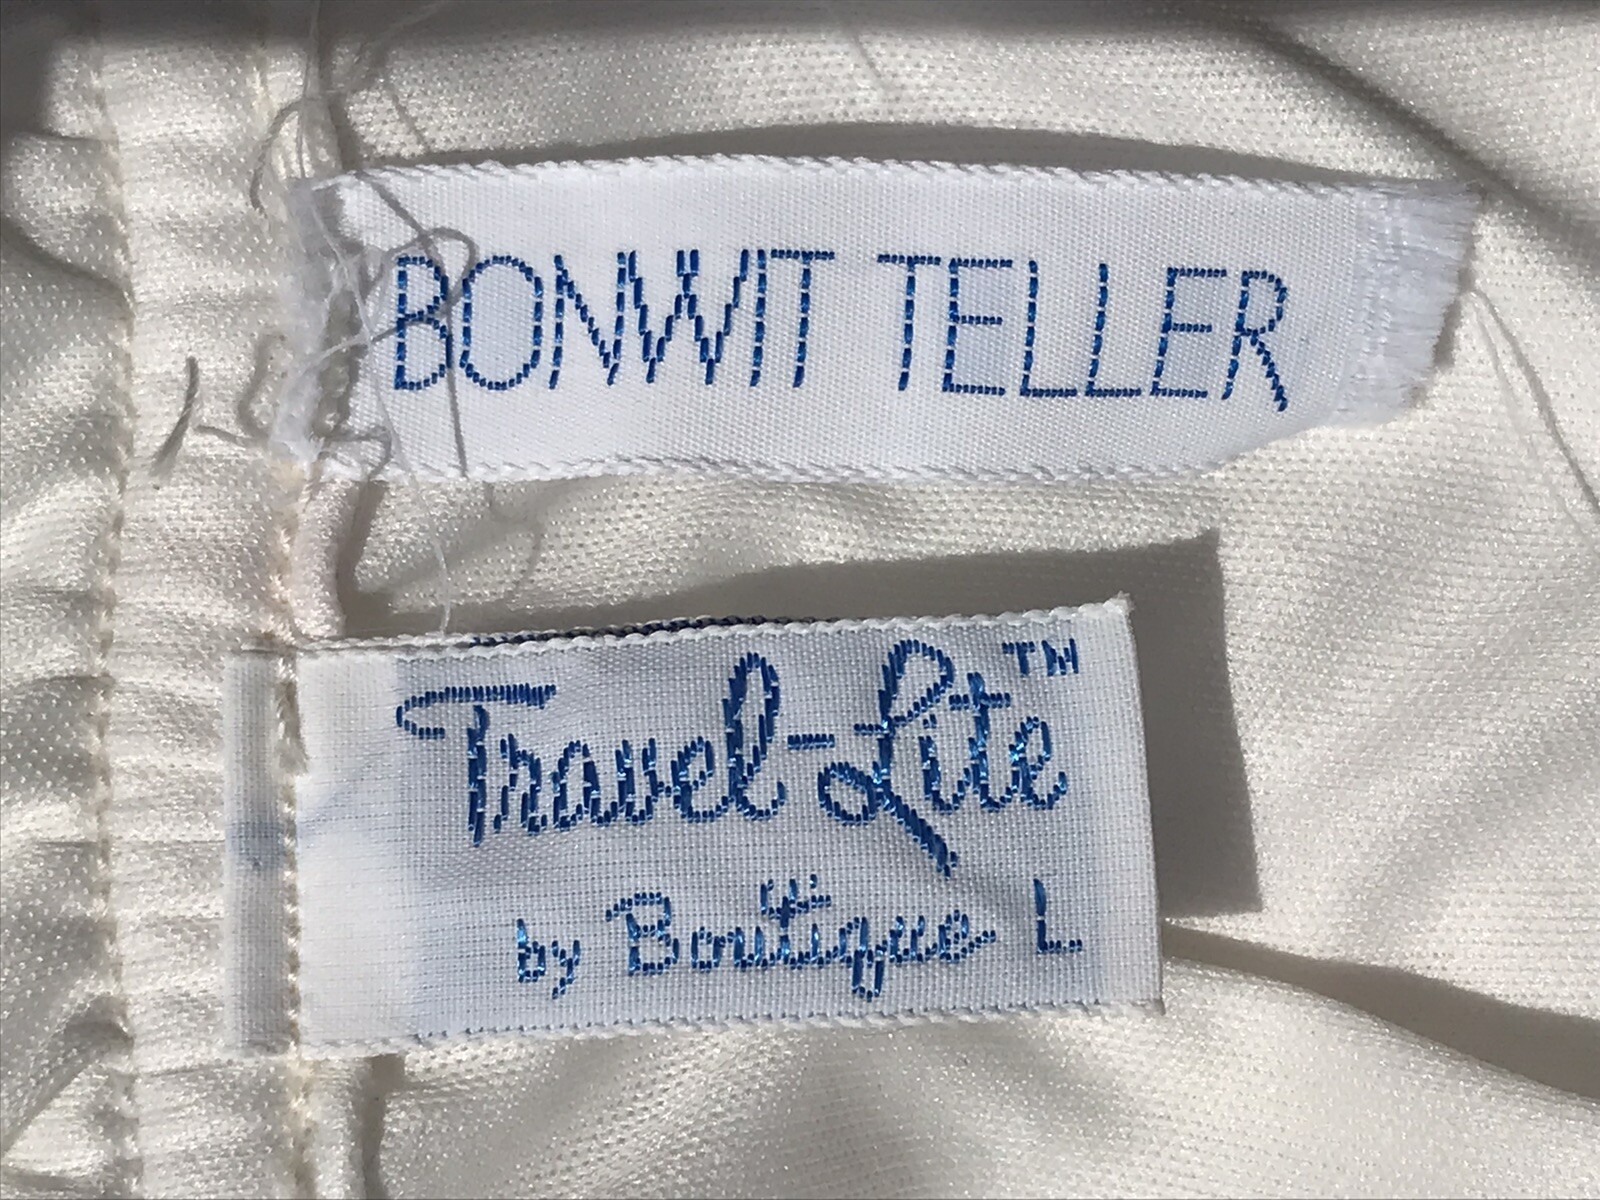 BONWIT TELLER
Travel-Lite™
by Boutique L